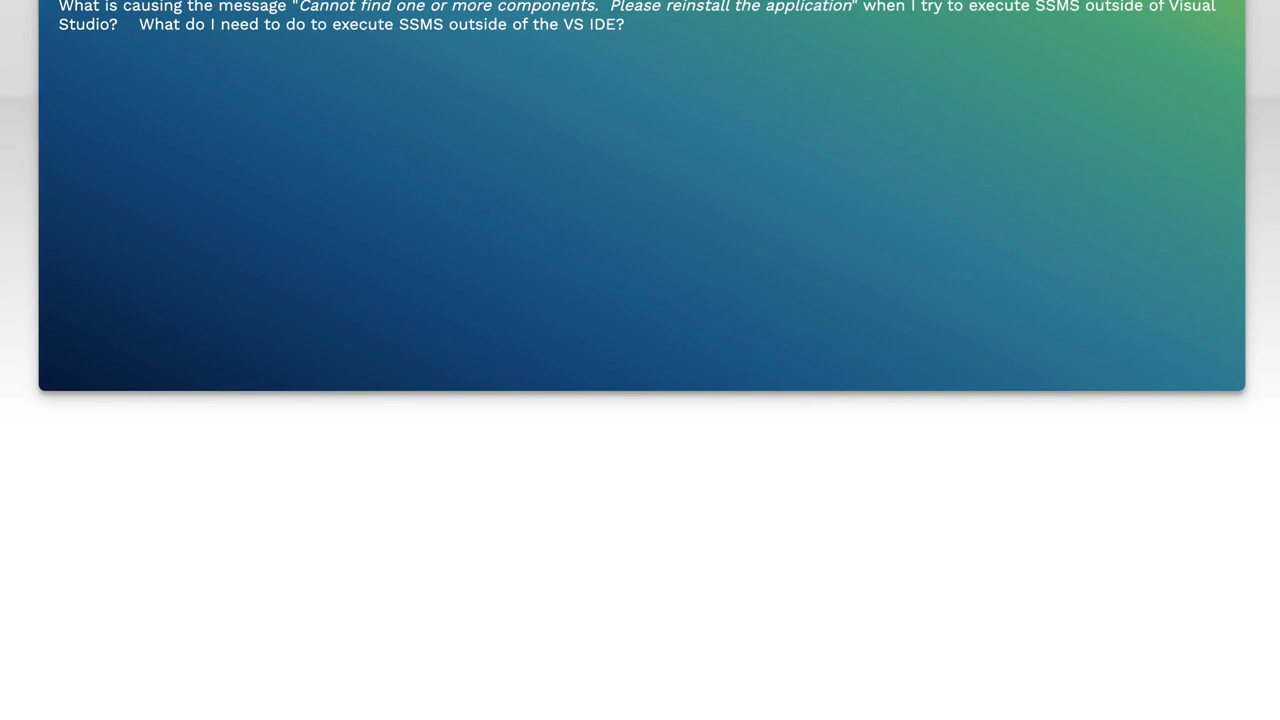 What is causing the message "Cannot find one or more components.  Please reinstall the application" when I try to execute SSMS outside of Visual
Studio?    What do I need to do to execute SSMS outside of the VS IDE?